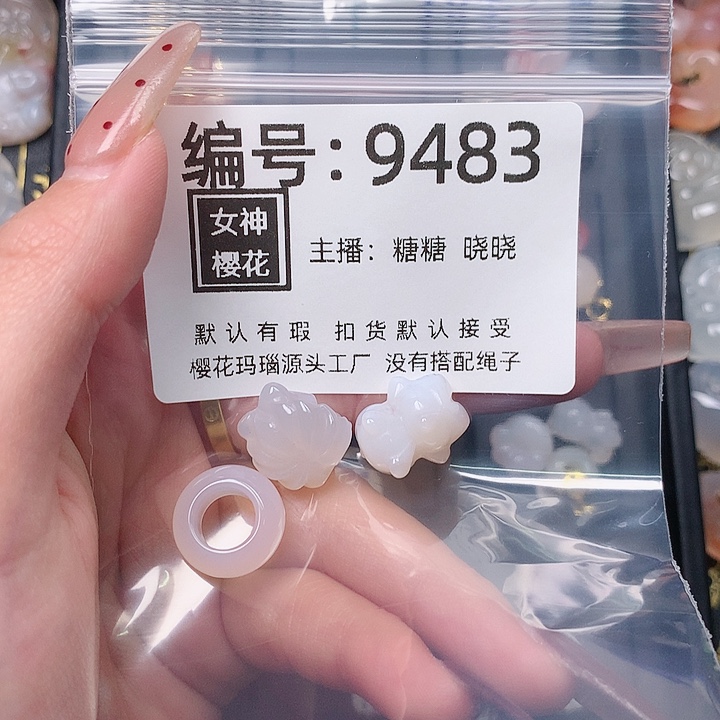 编号:9483
女神
樱花
主播：糖糖 晓晓
默认有瑕 扣货默认接受
樱花玛瑙源头工厂 没有搭配绳子